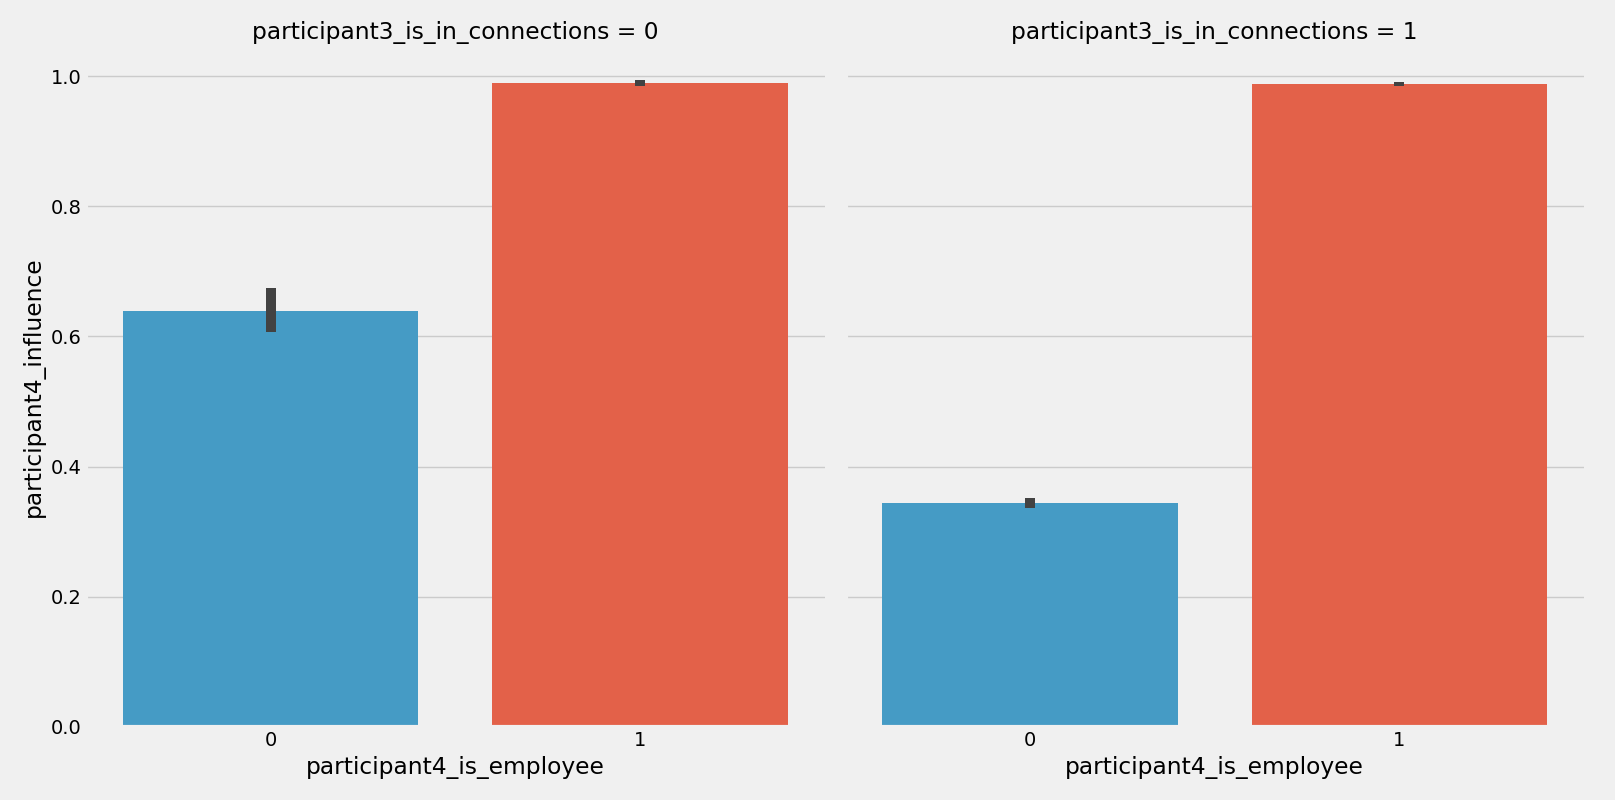 participant3_is_in_connections = 0
participant3_is_in_connections = 1
participant4_influence
1.0
0.8
0.6
0.4
0.2
0.0
0 1
0 1
participant4_is_employee
participant4_is_employee